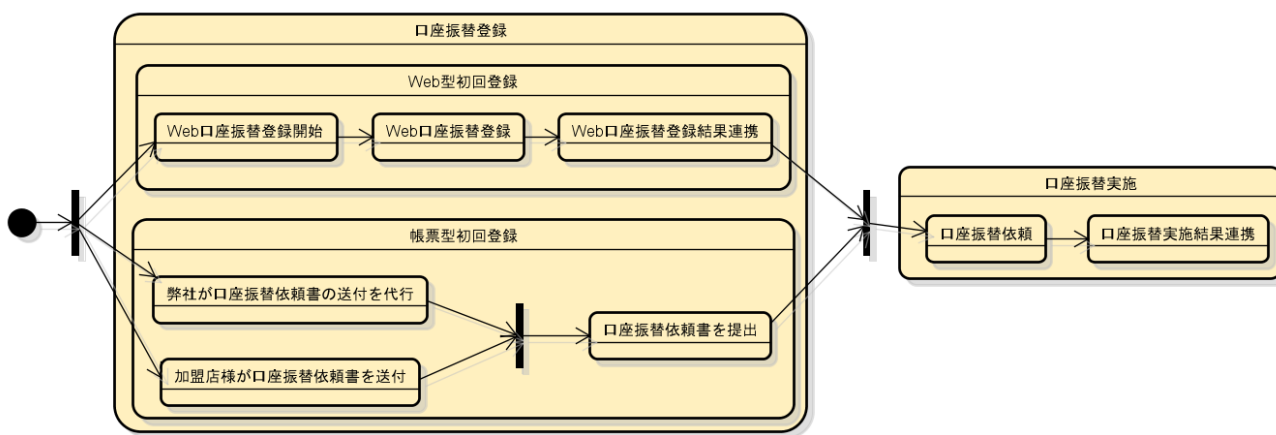 口座振替登録
Web型初回登録
Web口座振替登録開始
Web口座振替登録
Web口座振替登録結果連携
帳票型初回登録
弊社が口座振替依頼書の送付を代行
加盟店様が口座振替依頼書を送付
口座振替依頼書を提出
口座振替実施
口座振替依頼
口座振替実施結果連携